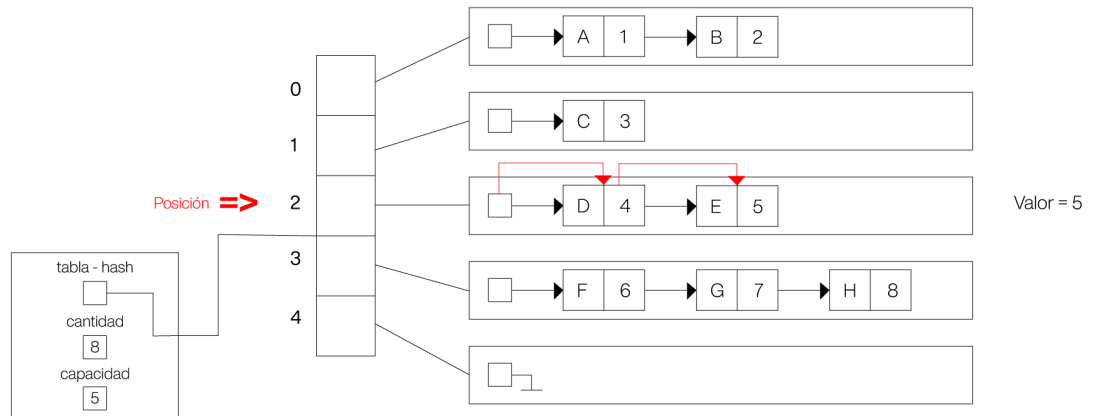 0
A 1 B 2
1
C 3
Posición => 2
D 4 E 5
Valor = 5
3
F 6 G 7 H 8
4
tabla - hash
cantidad
8
capacidad
5